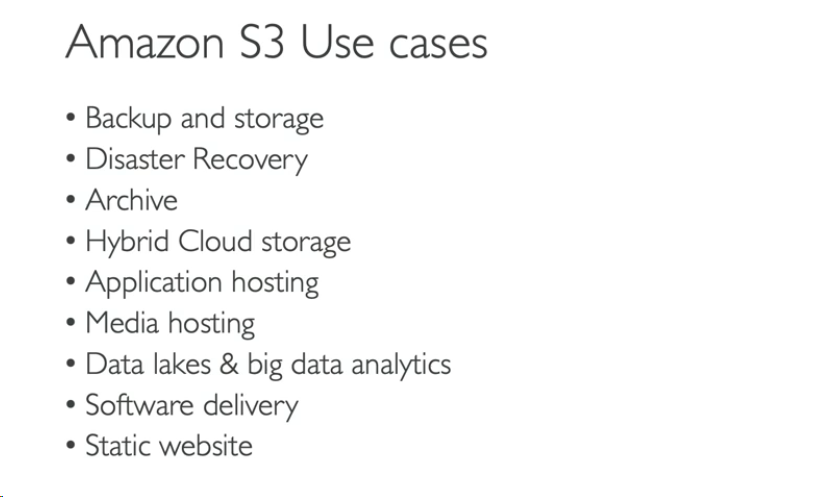 Amazon S3 Use cases
• Backup and storage
• Disaster Recovery
• Archive
• Hybrid Cloud storage
• Application hosting
• Media hosting
• Data lakes & big data analytics
• Software delivery
• Static website